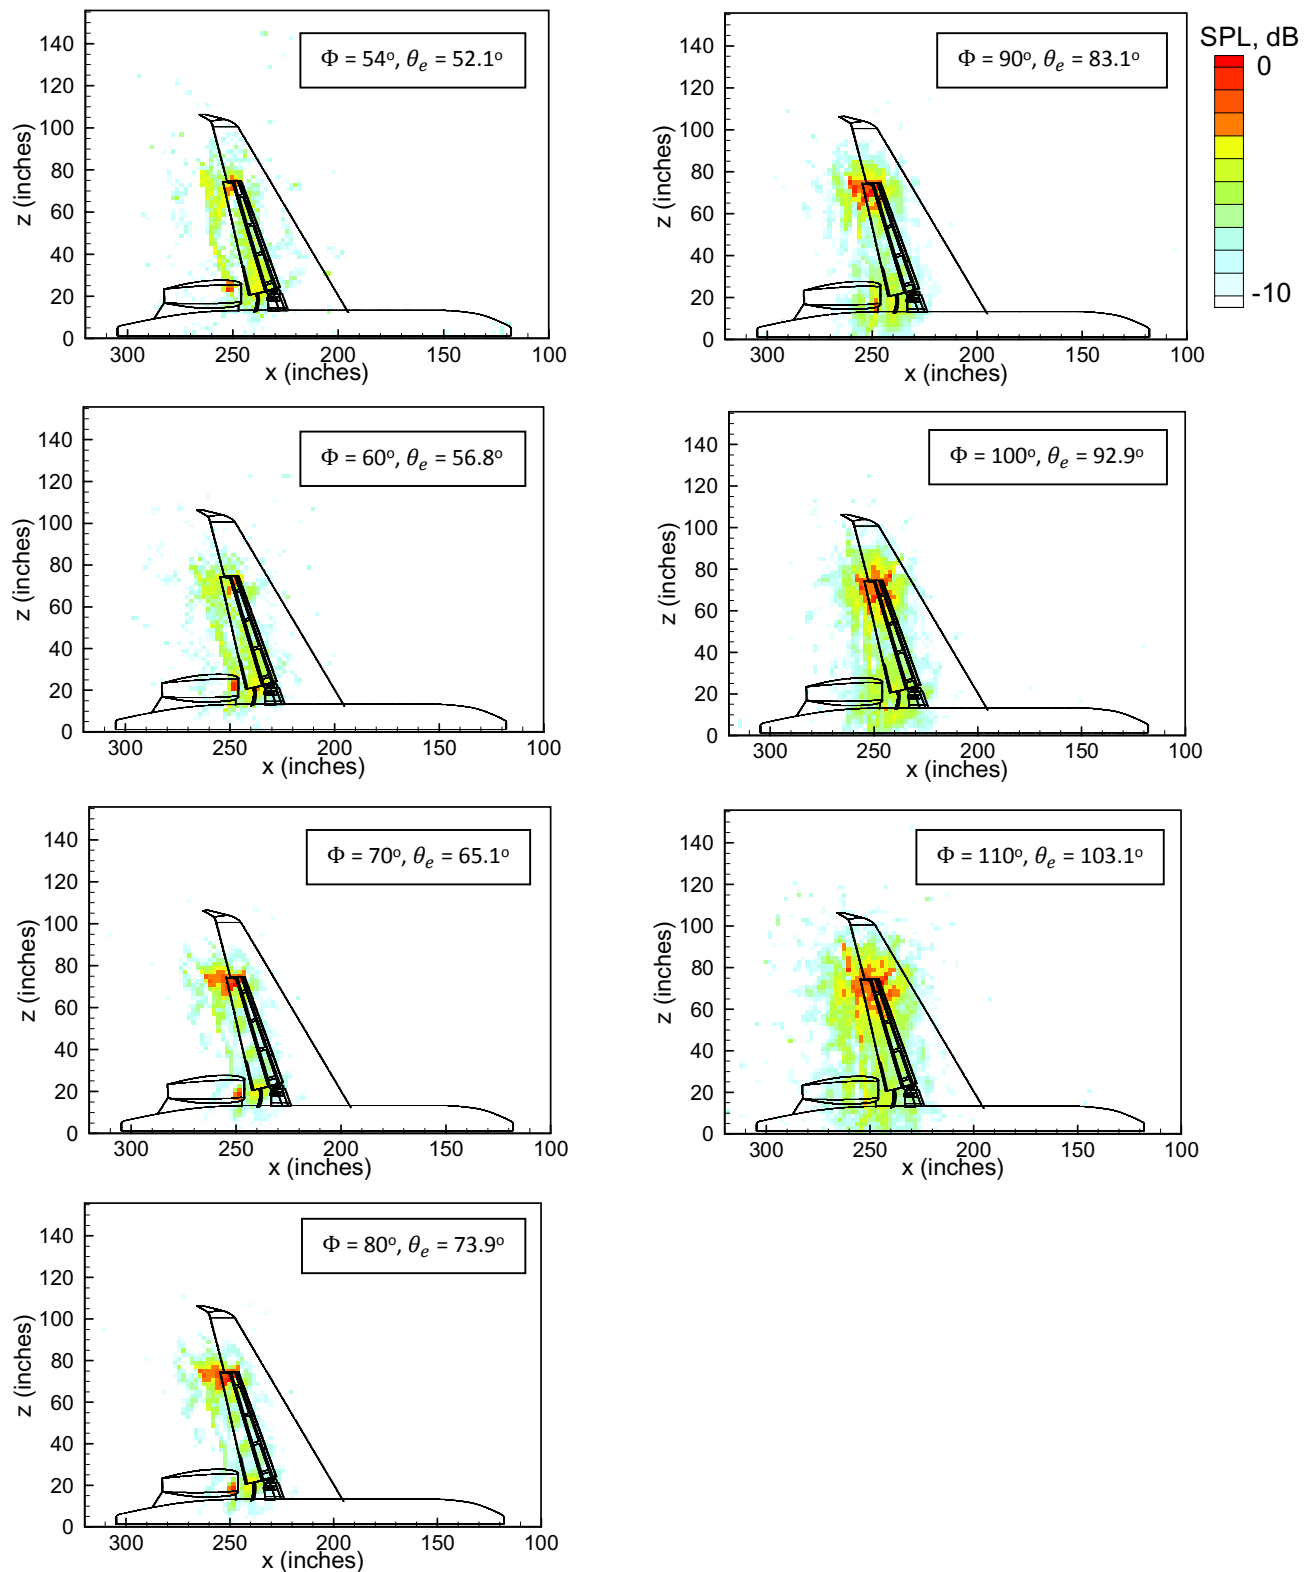 Φ = 54°, θₑ = 52.1°
140
120
100
80
60
40
20
0
z (inches)
300 250 200 150 100
x (inches)
Φ = 90°, θₑ = 83.1°
140
120
100
80
60
40
20
0
z (inches)
300 250 200 150 100
x (inches)
SPL, dB
0
-10
Φ = 60°, θₑ = 56.8°
140
120
100
80
60
40
20
0
z (inches)
300 250 200 150 100
x (inches)
Φ = 100°, θₑ = 92.9°
140
120
100
80
60
40
20
0
z (inches)
300 250 200 150 100
x (inches)
Φ = 70°, θₑ = 65.1°
140
120
100
80
60
40
20
0
z (inches)
300 250 200 150 100
x (inches)
Φ = 110°, θₑ = 103.1°
140
120
100
80
60
40
20
0
z (inches)
300 250 200 150 100
x (inches)
Φ = 80°, θₑ = 73.9°
140
120
100
80
60
40
20
0
z (inches)
300 250 200 150 100
x (inches)